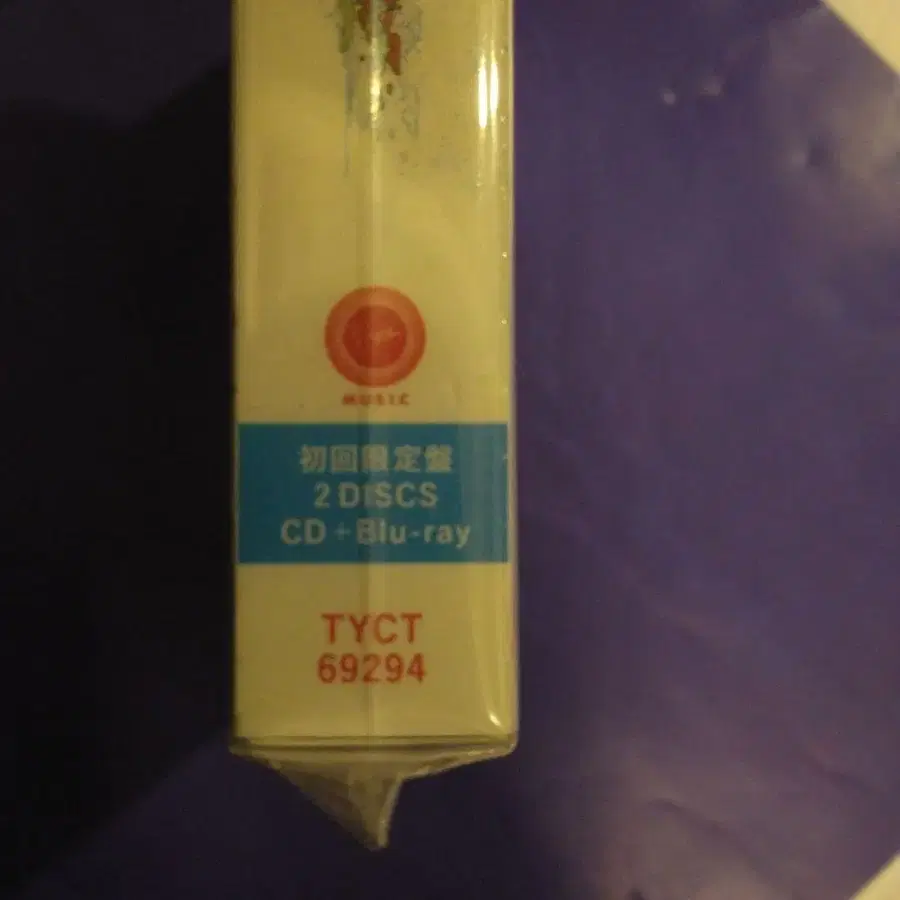 MUSIC
初回限定盤
2 DISCS
CD + Blu-ray
TYCT
69294